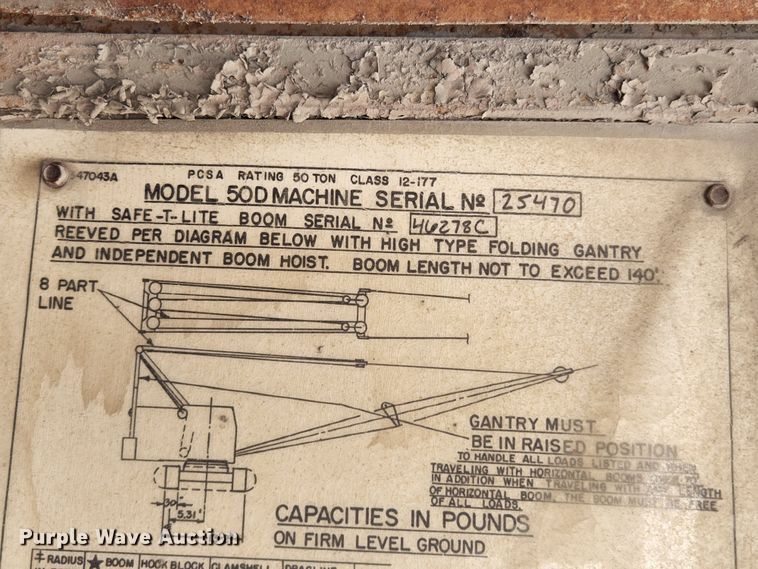 547043A
PCSA RATING 50 TON CLASS 12-177
MODEL 50D MACHINE SERIAL Nº 25470
WITH SAFE-T-LITE BOOM SERIAL Nº 46278C
REEVED PER DIAGRAM BELOW WITH HIGH TYPE FOLDING GANTRY
AND INDEPENDENT BOOM HOIST. BOOM LENGTH NOT TO EXCEED 140'.
8 PART
LINE
GANTRY MUST
BE IN RAISED POSITION
TO HANDLE ALL LOADS LISTED AND WHEN
TRAVELING WITH HORIZONTAL BOOMS
IN ADDITION WHEN TRAVELING WITH LENGTH
OF HORIZONTAL BOOM, THE BOOM MUST BE FREE
OF ALL LOADS.
30"
5.31'
CAPACITIES IN POUNDS
ON FIRM LEVEL GROUND
Purple Wave Auction
‡ RADIUS ★ BOOM HOOK BLOCK CLAMSHELL DRAGLINE